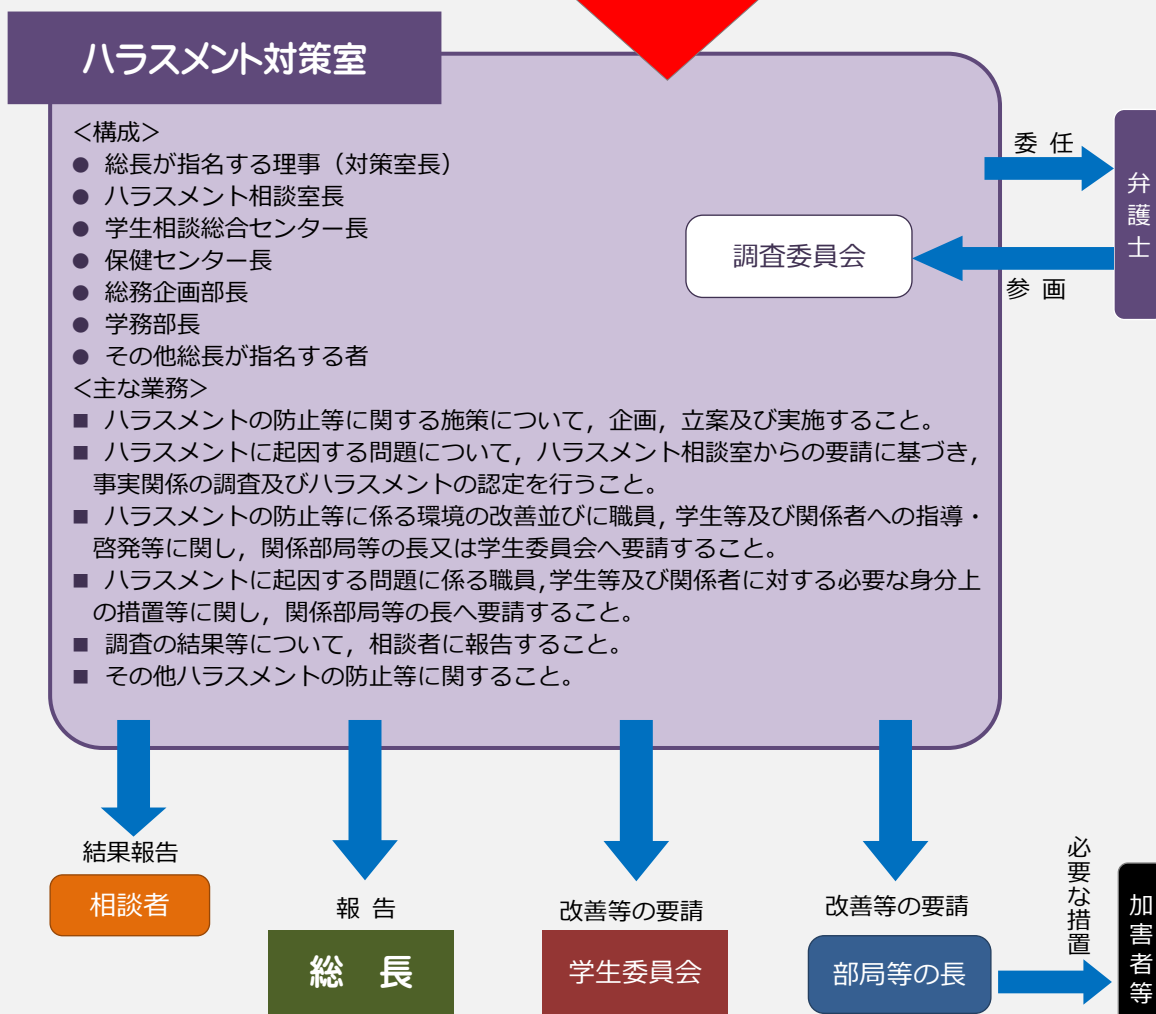 ハラスメント対策室
＜構成＞
● 総長が指名する理事（対策室長）
● ハラスメント相談室長
● 学生相談総合センター長
● 保健センター長
● 総務企画部長
● 学務部長
● その他総長が指名する者
＜主な業務＞
■ ハラスメントの防止等に関する施策について，企画，立案及び実施すること。
■ ハラスメントに起因する問題について，ハラスメント相談室からの要請に基づき，
事実関係の調査及びハラスメントの認定を行うこと。
■ ハラスメントの防止等に係る環境の改善並びに職員，学生等及び関係者への指導・
啓発等に関し，関係部局等の長又は学生委員会へ要請すること。
■ ハラスメントに起因する問題に係る職員，学生等及び関係者に対する必要な身分上
の措置等に関し，関係部局等の長へ要請すること。
■ 調査の結果等について，相談者に報告すること。
■ その他ハラスメントの防止等に関すること。
調査委員会
委 任
参 画
弁護士
結果報告
相談者
報 告
総 長
改善等の要請
学生委員会
改善等の要請
部局等の長
必要な措置
加害者等